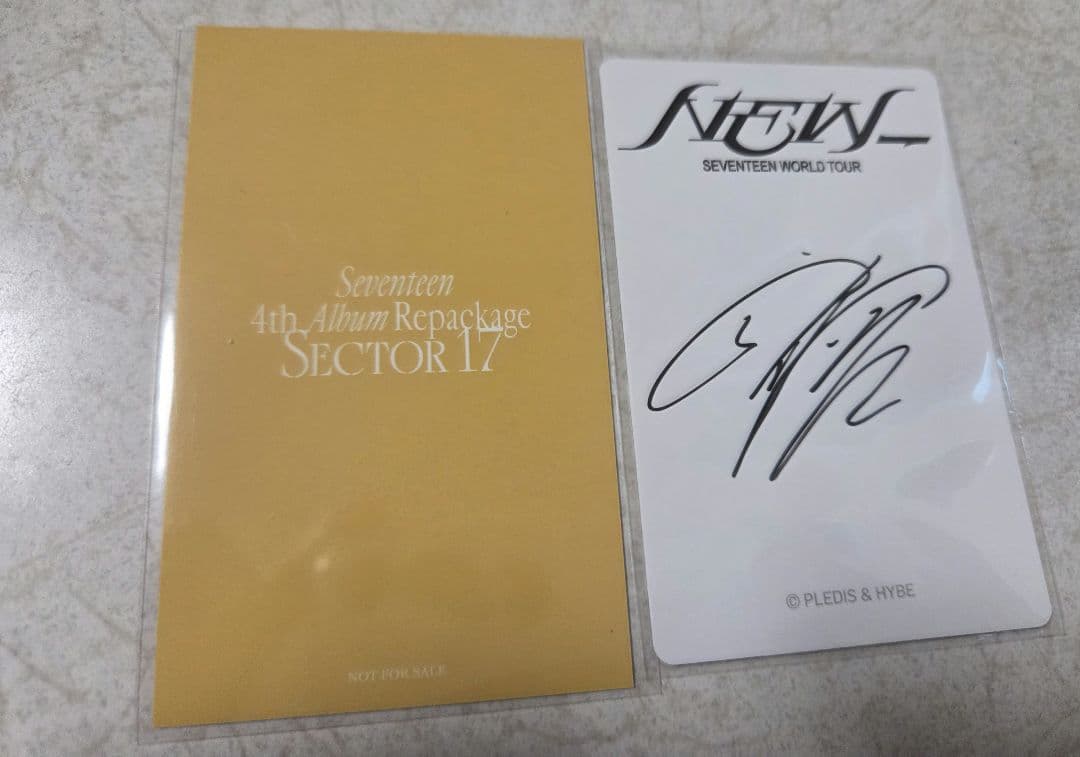 Seventeen
4th Album Repackage
SECTOR 17
NOT FOR SALE
NEW_
SEVENTEEN WORLD TOUR
© PLEDIS & HYBE